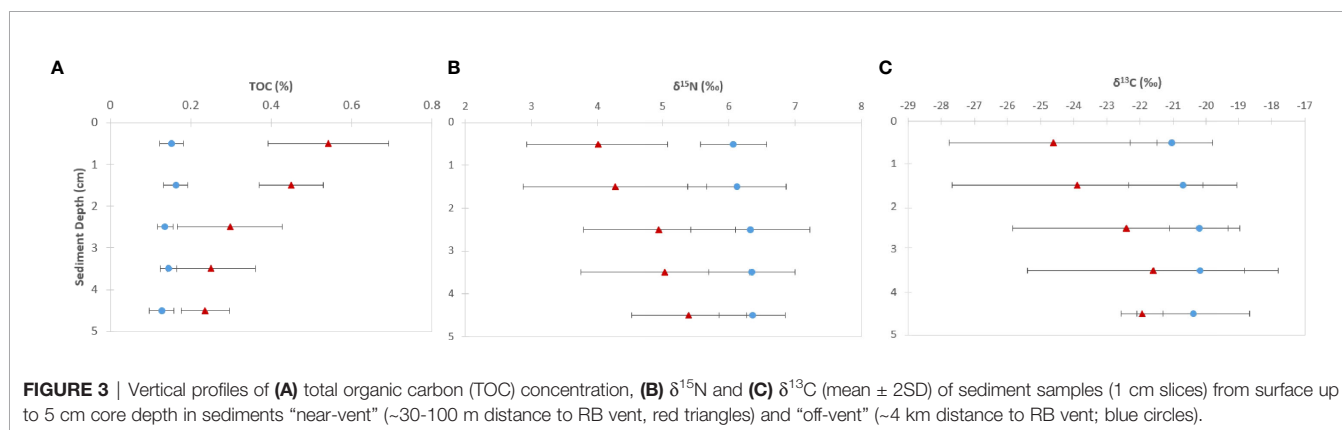 A
B
C
TOC (%)
δ¹⁵N (‰)
δ¹³C (‰)
0 0.2 0.4 0.6 0.8
2 3 4 5 6 7 8
-29 -28 -27 -26 -25 -24 -23 -22 -21 -20 -19 -18 -17
Sediment Depth (cm)
0
1
2
3
4
5
0
1
2
3
4
5
0
1
2
3
4
5
FIGURE 3 | Vertical profiles of (A) total organic carbon (TOC) concentration, (B) δ¹⁵N and (C) δ¹³C (mean ± 2SD) of sediment samples (1 cm slices) from surface up
to 5 cm core depth in sediments “near-vent” (~30-100 m distance to RB vent, red triangles) and “off-vent” (~4 km distance to RB vent; blue circles).